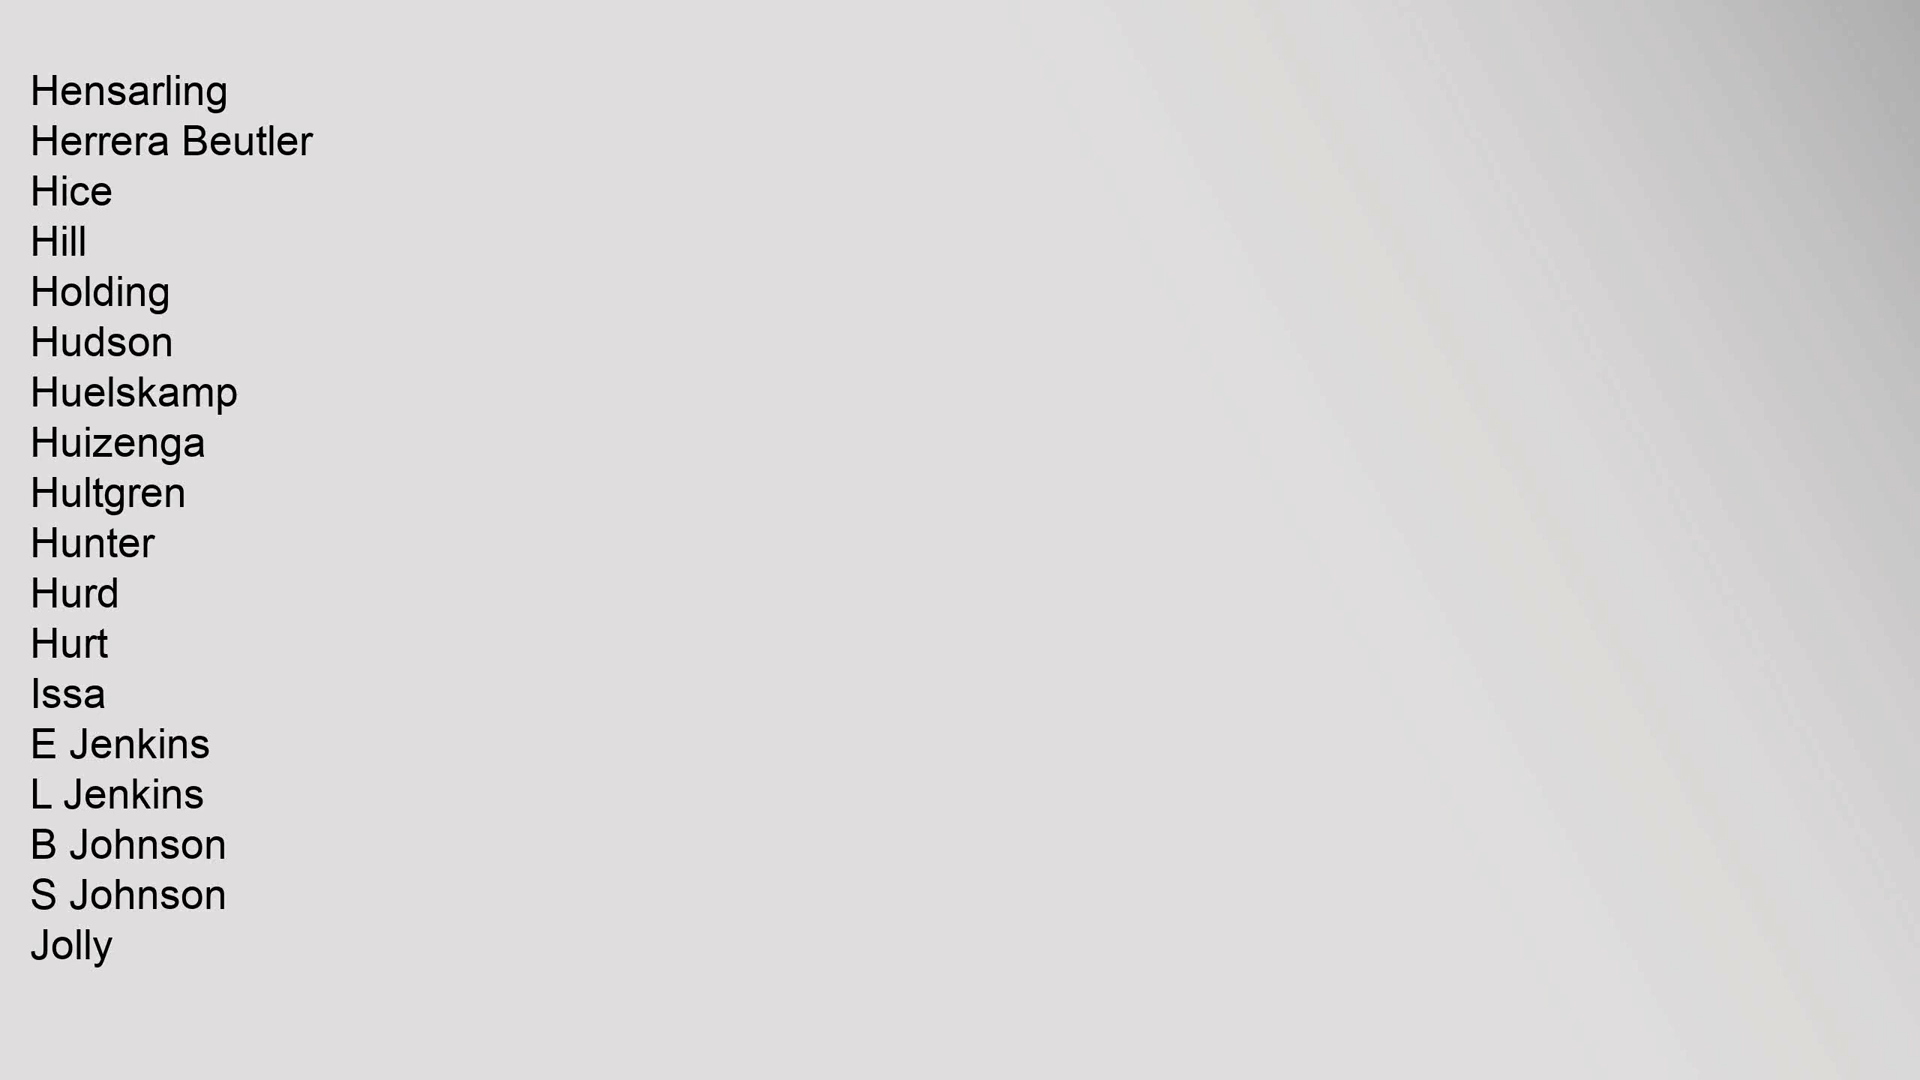 Hensarling
Herrera Beutler
Hice
Hill
Holding
Hudson
Huelskamp
Huizenga
Hultgren
Hunter
Hurd
Hurt
Issa
E Jenkins
L Jenkins
B Johnson
S Johnson
Jolly